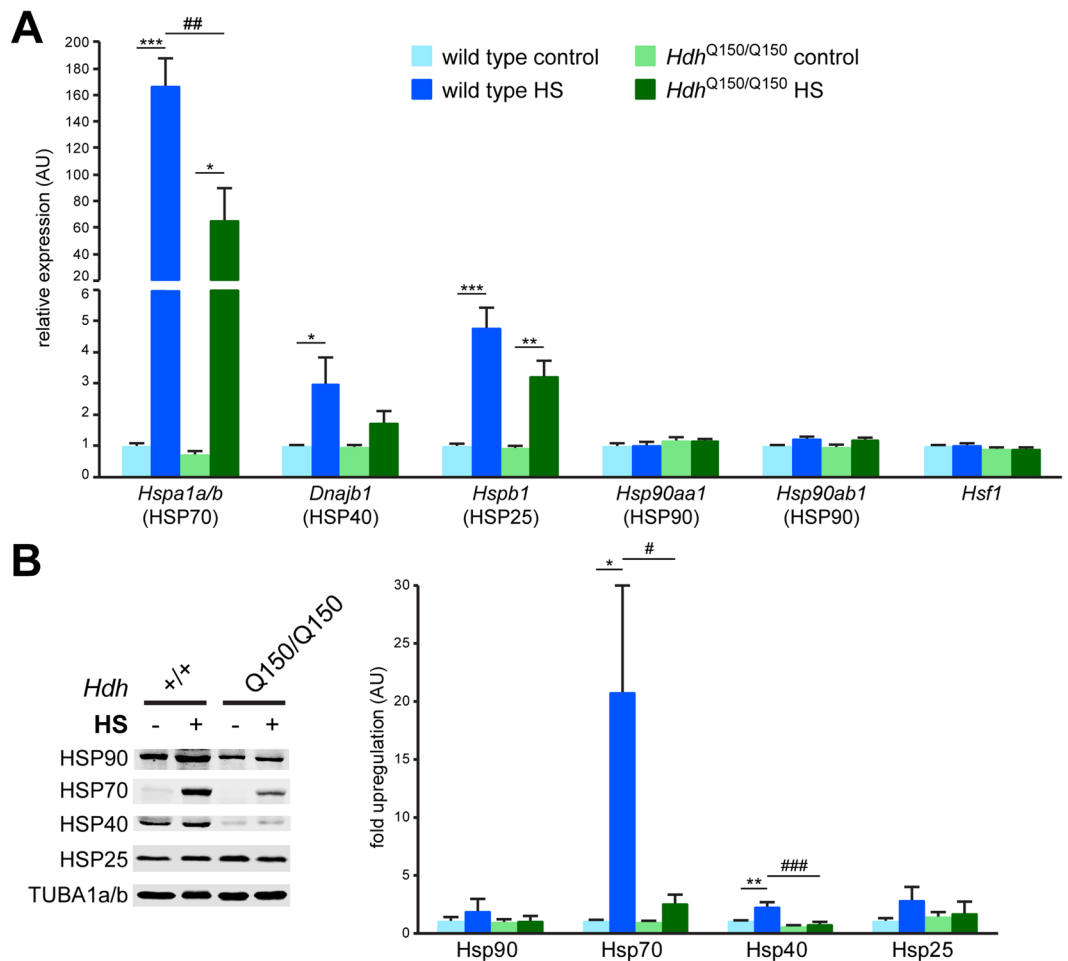 A
wild type control
wild type HS
HdhQ150/Q150 control
HdhQ150/Q150 HS
relative expression (AU)
200
180
160
140
120
100
80
60
40
20
6
5
4
3
2
1
0
***
##
*
*
***
**
Hspa1a/b
(HSP70)
Dnajb1
(HSP40)
Hspb1
(HSP25)
Hsp90aa1
(HSP90)
Hsp90ab1
(HSP90)
Hsf1
B
Hdh
+/+
Q150/Q150
HS
- + - +
HSP90
HSP70
HSP40
HSP25
TUBA1a/b
fold upregulation (AU)
30
25
20
15
10
5
0
*
#
**
###
Hsp90
Hsp70
Hsp40
Hsp25